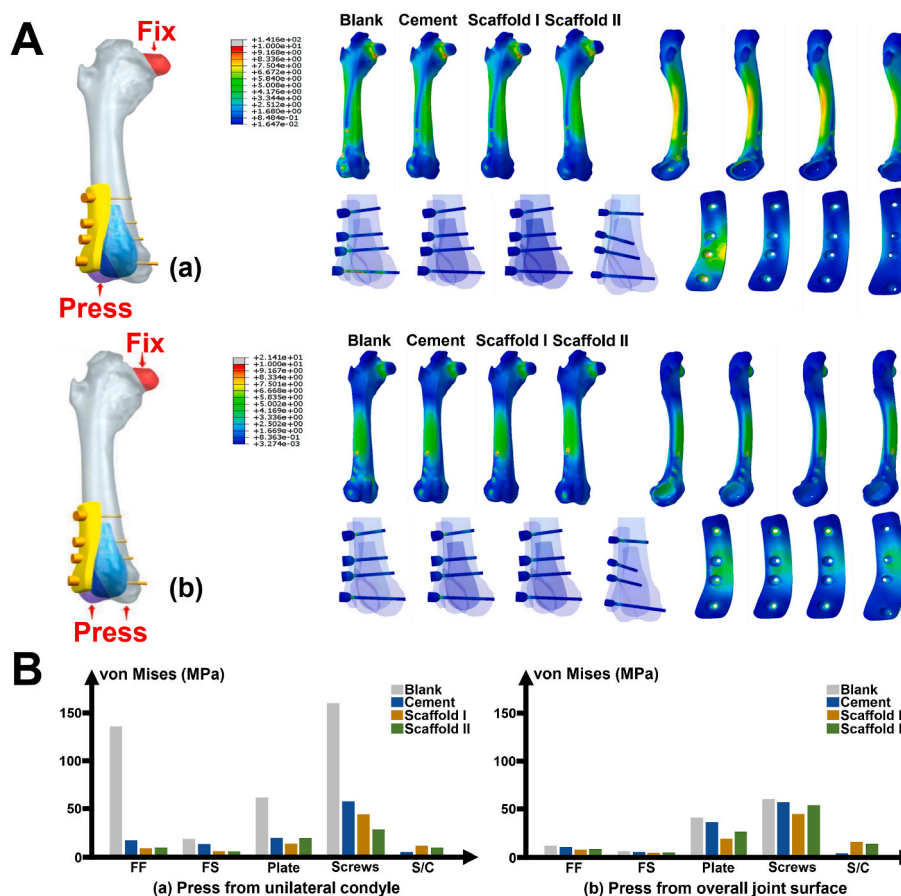 A
Fix
+1.416e+02
+1.000e+01
+9.168e+00
+8.336e+00
+7.504e+00
+6.672e+00
+5.840e+00
+5.008e+00
+4.176e+00
+3.344e+00
+2.512e+00
+1.680e+00
+8.484e-01
+1.647e-02
Blank Cement Scaffold I Scaffold II
(a)
Press
Fix
+2.141e+01
+1.000e+01
+9.167e+00
+8.334e+00
+7.501e+00
+6.668e+00
+5.835e+00
+5.002e+00
+4.169e+00
+3.336e+00
+2.502e+00
+1.669e+00
+8.363e-01
+3.274e-03
Blank Cement Scaffold I Scaffold II
(b)
Press
B
von Mises (MPa)
Blank
Cement
Scaffold I
Scaffold II
150
100
50
0
FF FS Plate Screws S/C
(a) Press from unilateral condyle
von Mises (MPa)
Blank
Cement
Scaffold I
Scaffold I
150
100
50
0
FF FS Plate Screws S/C
(b) Press from overall joint surface